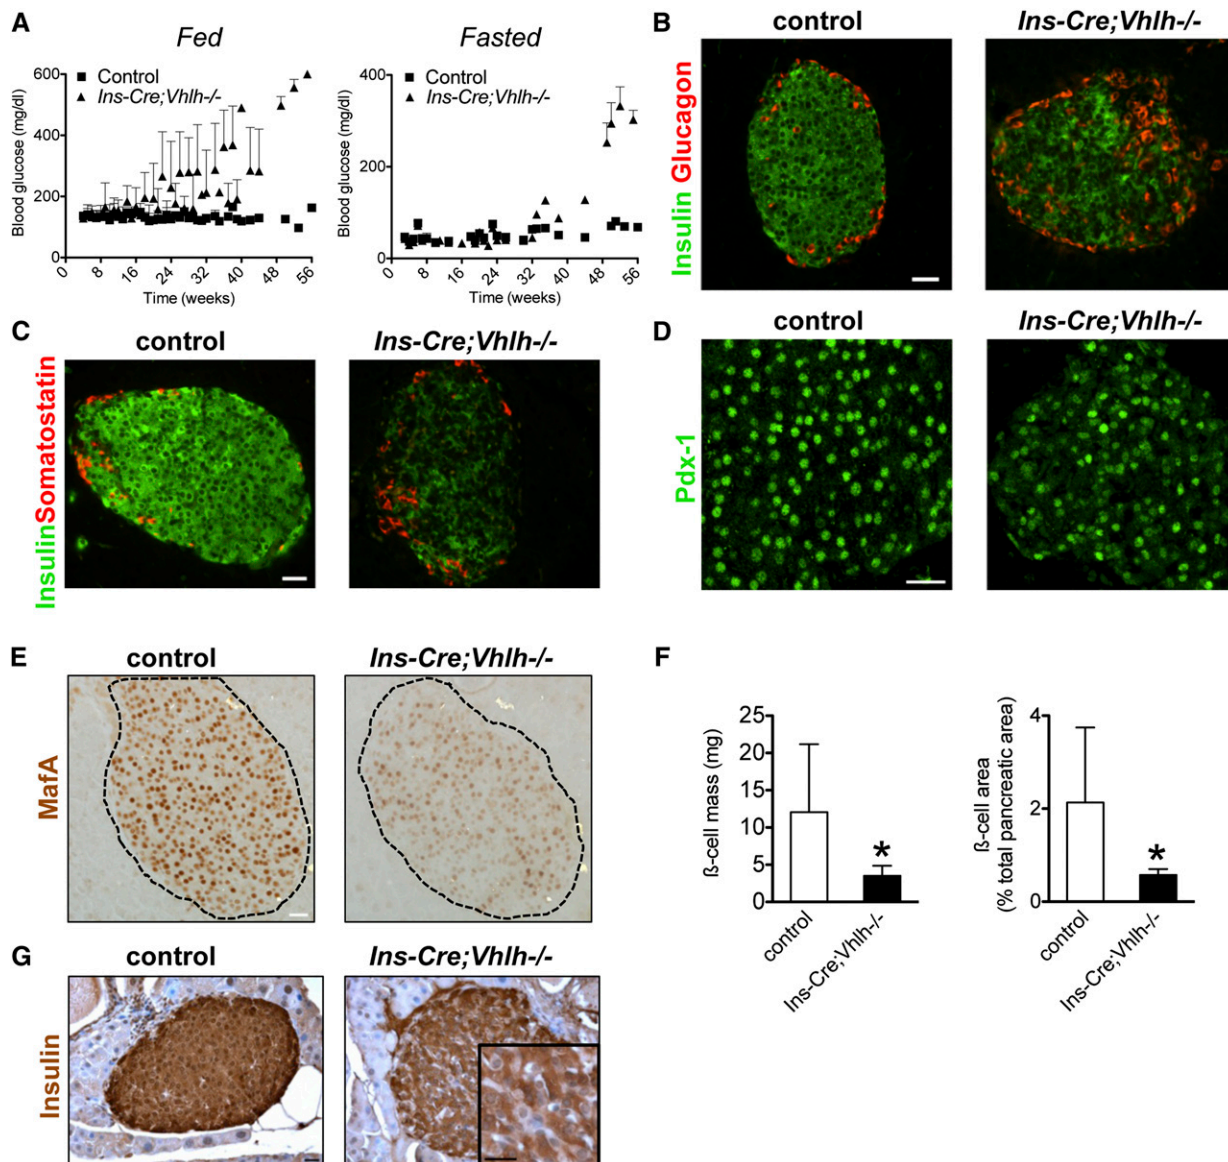 A
Fed
Fasted
Blood glucose (mg/dl)
600
400
200
0
■ Control
▲ Ins-Cre;Vhlh-/-
0 8 16 24 32 40 48 56
Time (weeks)
Blood glucose (mg/dl)
400
200
0
■ Control
▲ Ins-Cre;Vhlh-/-
0 8 16 24 32 40 48 56
Time (weeks)
B
control
Ins-Cre;Vhlh-/-
Insulin Glucagon
C
control
Ins-Cre;Vhlh-/-
InsulinSomatostatin
D
control
Ins-Cre;Vhlh-/-
Pdx-1
E
control
Ins-Cre;Vhlh-/-
MafA
F
ß-cell mass (mg)
25
20
15
10
5
0
*
control
Ins-Cre;Vhlh-/-
ß-cell area
(% total pancreatic area)
4
2
0
*
control
Ins-Cre;Vhlh-/-
G
control
Ins-Cre;Vhlh-/-
Insulin